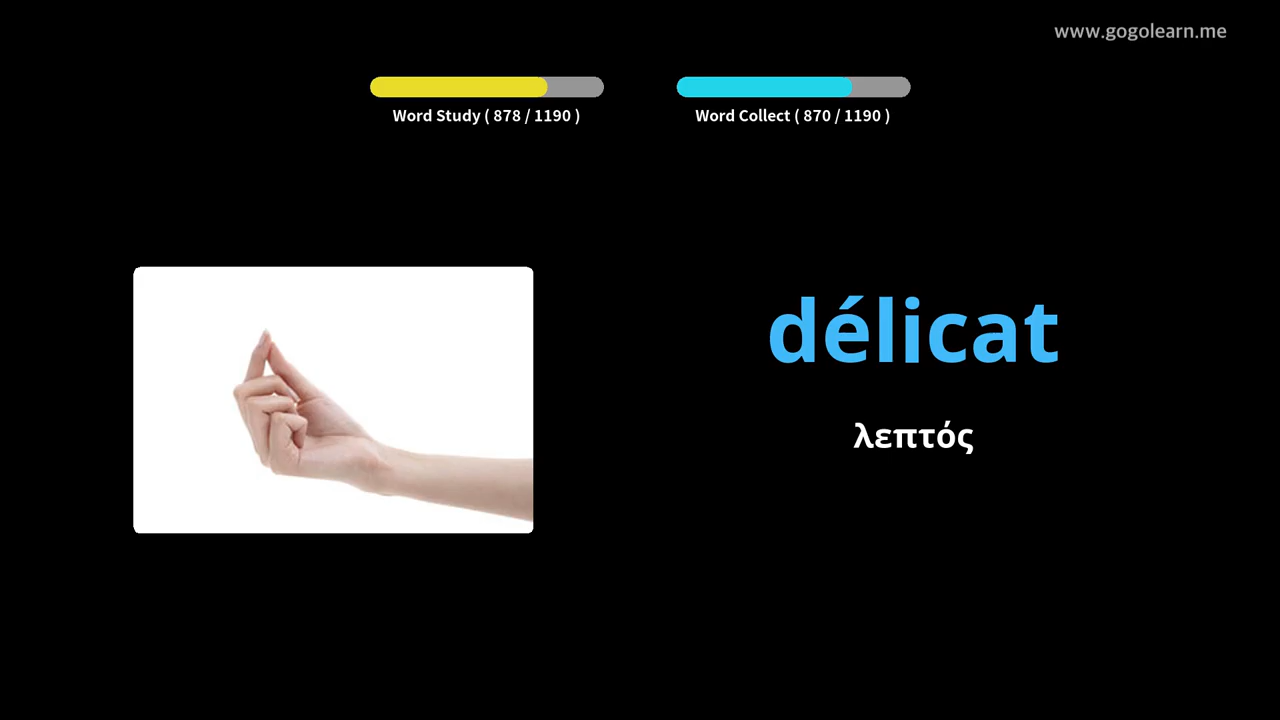 www.gogolearn.me
Word Study ( 878 / 1190 )
Word Collect ( 870 / 1190 )
délicat
λεπτός